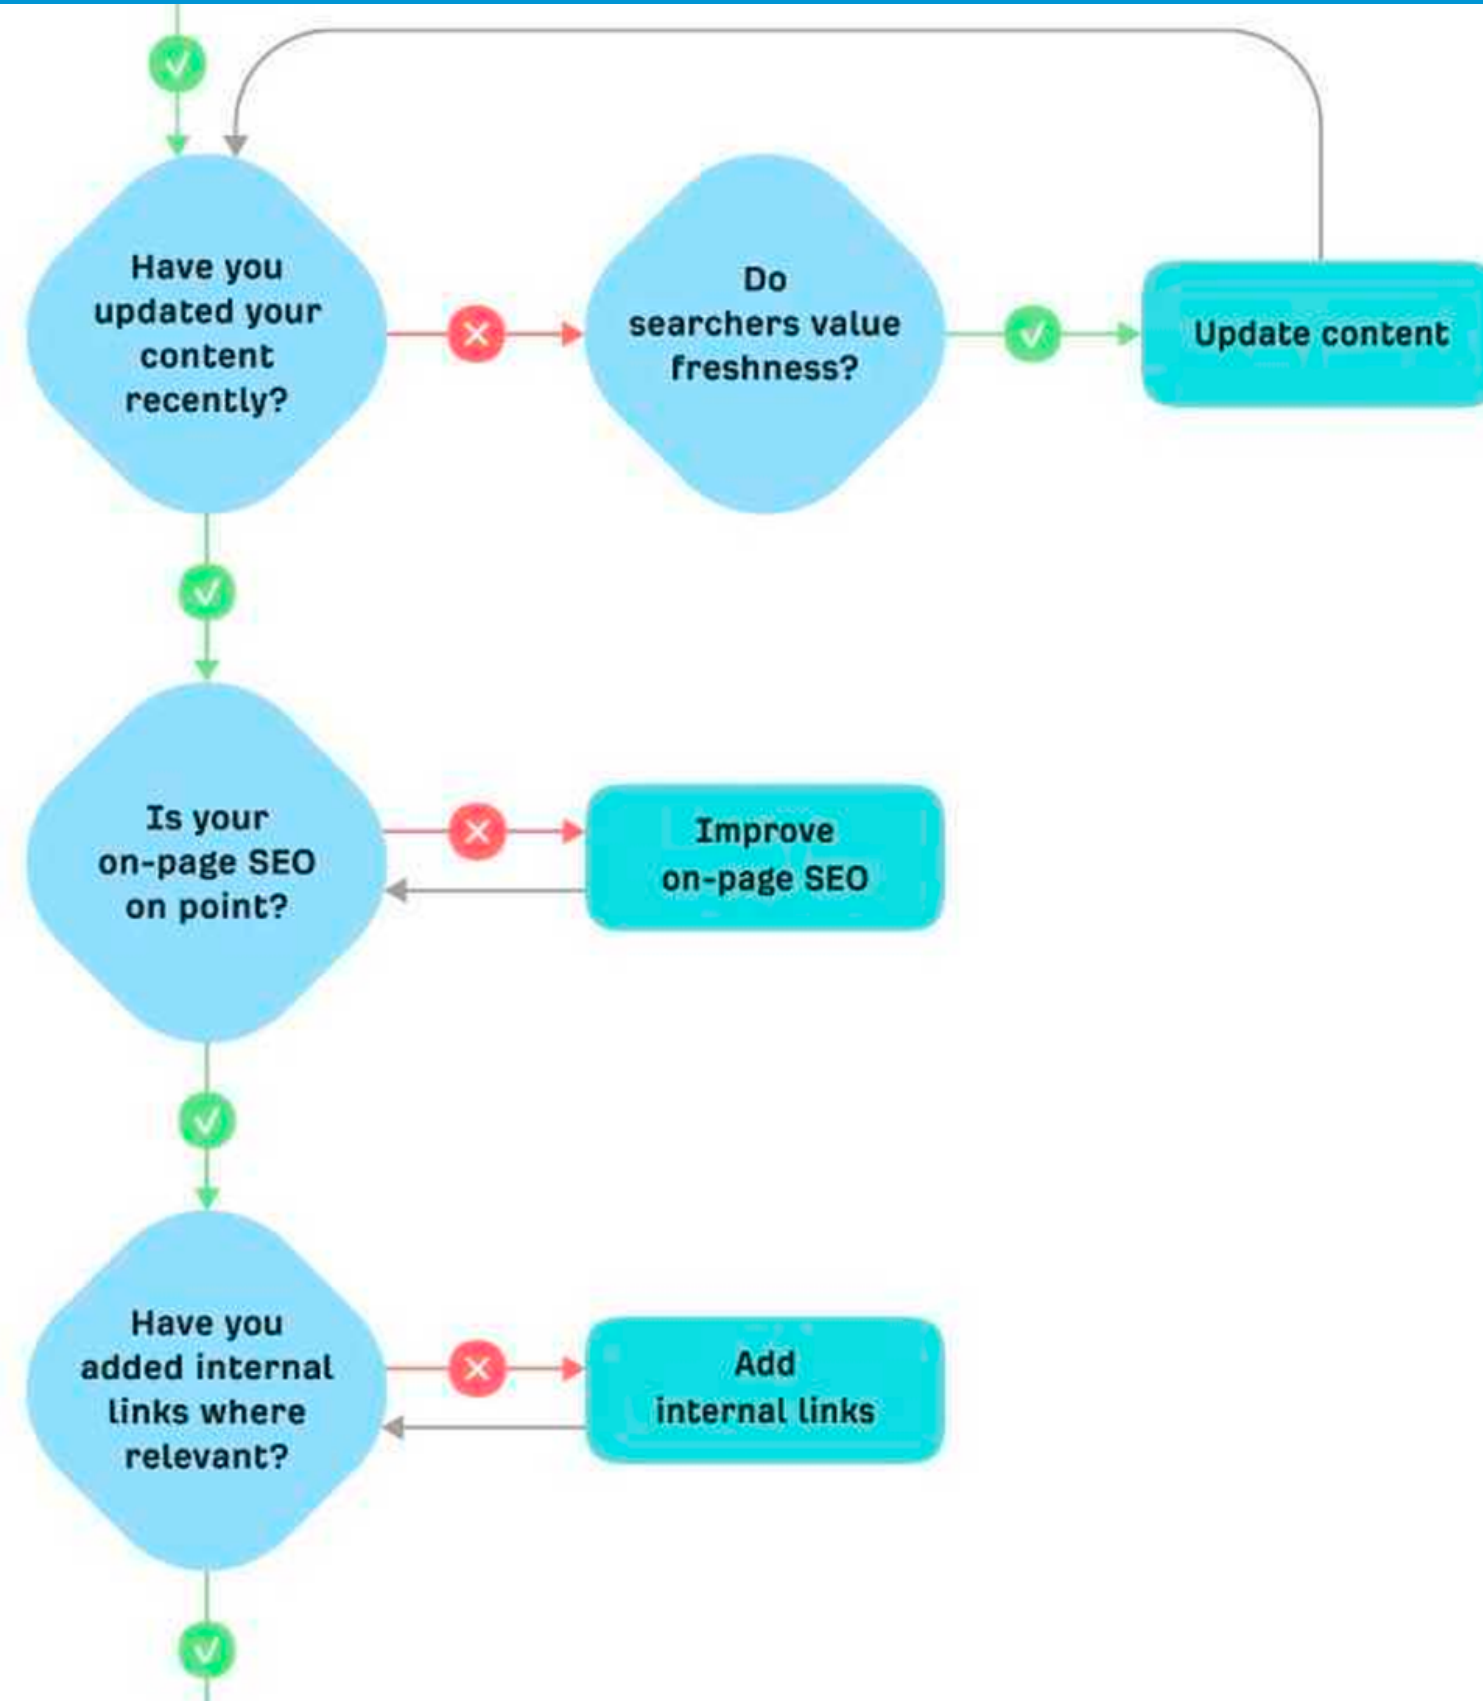 Have you
updated your
content
recently?
Do
searchers value
freshness?
Update content
Is your
on-page SEO
on point?
Improve
on-page SEO
Have you
added internal
links where
relevant?
Add
internal links